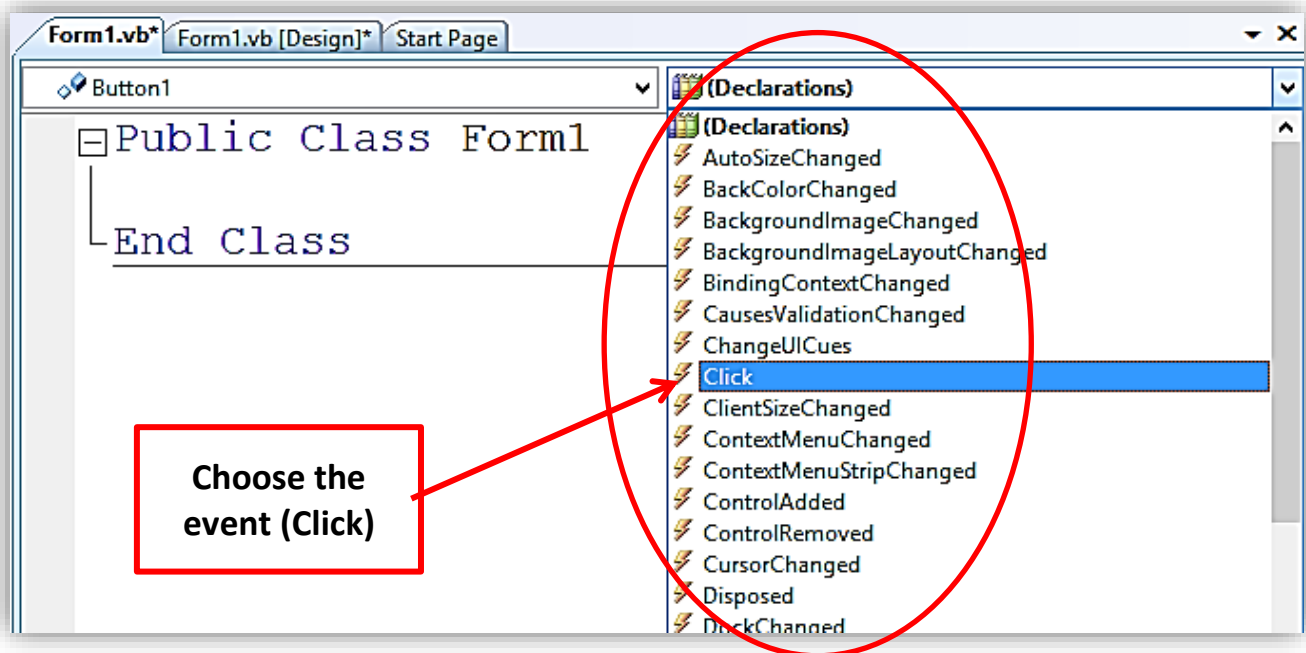 Form1.vb* Form1.vb [Design]* Start Page
Button1 (Declarations)
Public Class Form1
End Class
(Declarations)
AutoSizeChanged
BackColorChanged
BackgroundImageChanged
BackgroundImageLayoutChanged
BindingContextChanged
CausesValidationChanged
ChangeUICues
Click
ClientSizeChanged
ContextMenuChanged
ContextMenuStripChanged
ControlAdded
ControlRemoved
CursorChanged
Disposed
DockChanged
Choose the
event (Click)